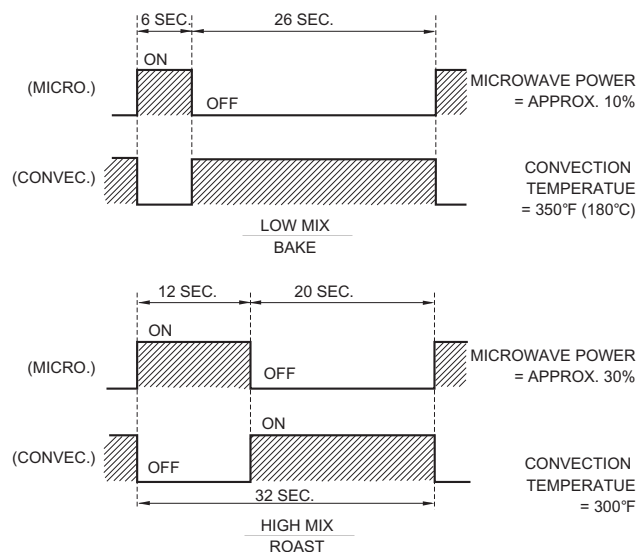 6 SEC. 26 SEC.
ON
(MICRO.) OFF MICROWAVE POWER
= APPROX. 10%
(CONVEC.) CONVECTION
TEMPERATUE
= 350°F (180°C)
LOW MIX
BAKE
12 SEC. 20 SEC.
ON
(MICRO.) OFF MICROWAVE POWER
= APPROX. 30%
ON
(CONVEC.) OFF CONVECTION
TEMPERATUE
= 300°F
32 SEC.
HIGH MIX
ROAST